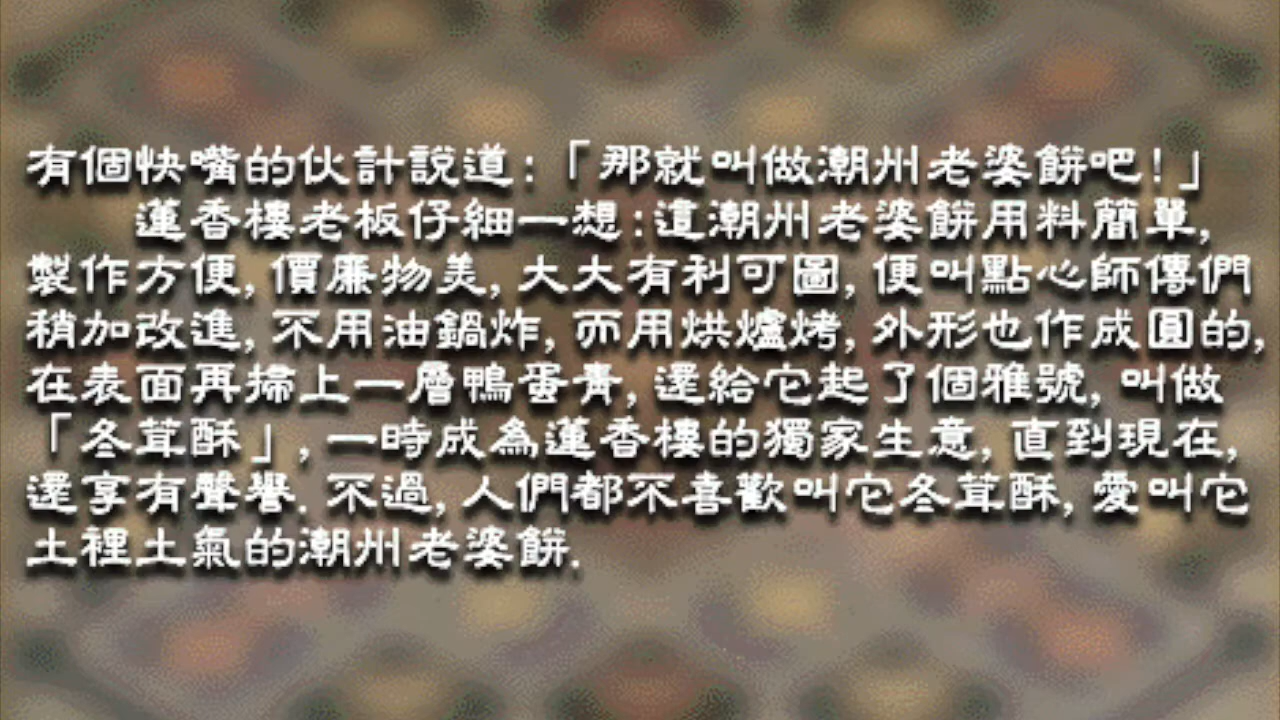 有個快嘴的伙計說道:「那就叫做潮州老婆餅吧!」
蓮香樓老板仔細一想:這潮州老婆餅用料簡單,
製作方便,價廉物美,大大有利可圖,便叫點心師傅們
稍加改進,不用油鍋炸,而用烘爐烤,外形也作成圓的,
在表面再掃上一層鴨蛋青,還給它起了個雅號,叫做
「冬茸酥」,一時成為蓮香樓的獨家生意,直到現在,
還享有聲譽.不過,人們都不喜歡叫它冬茸酥,愛叫它
土裡土氣的潮州老婆餅.